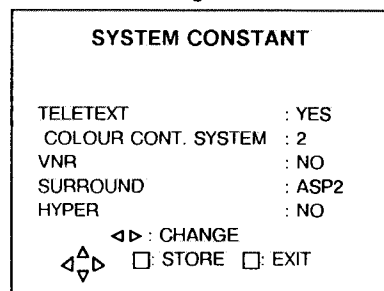 SYSTEM CONSTANT
TELETEXT : YES
COLOUR CONT. SYSTEM : 2
VNR : NO
SURROUND : ASP2
HYPER : NO
◁ ▷ : CHANGE
□: STORE □: EXIT